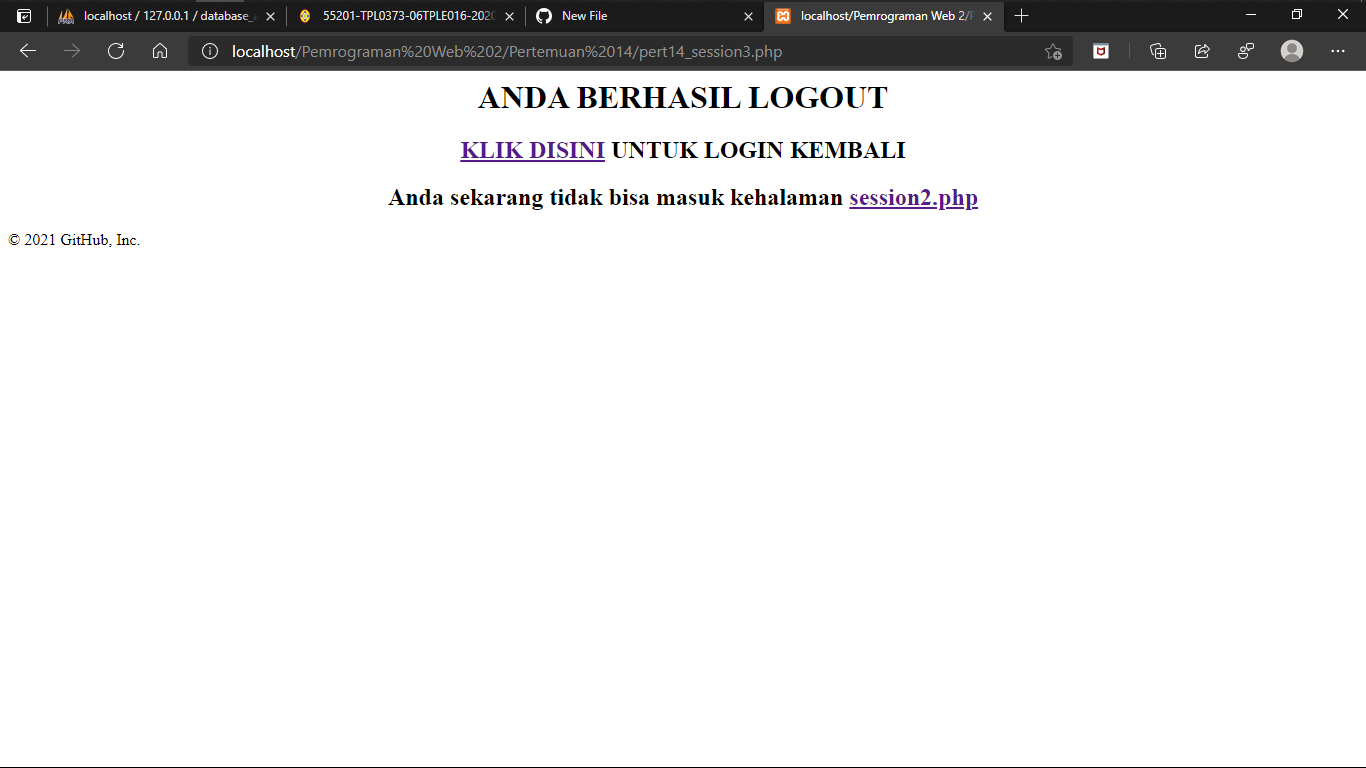 localhost / 127.0.0.1 / database_
55201-TPL0373-06TPLE016-202
New File
localhost/Pemrograman Web 2/
localhost/Pemrograman%20Web%202/Pertemuan%2014/pert14_session3.php
ANDA BERHASIL LOGOUT
KLIK DISINI UNTUK LOGIN KEMBALI
Anda sekarang tidak bisa masuk kehalaman session2.php
© 2021 GitHub, Inc.